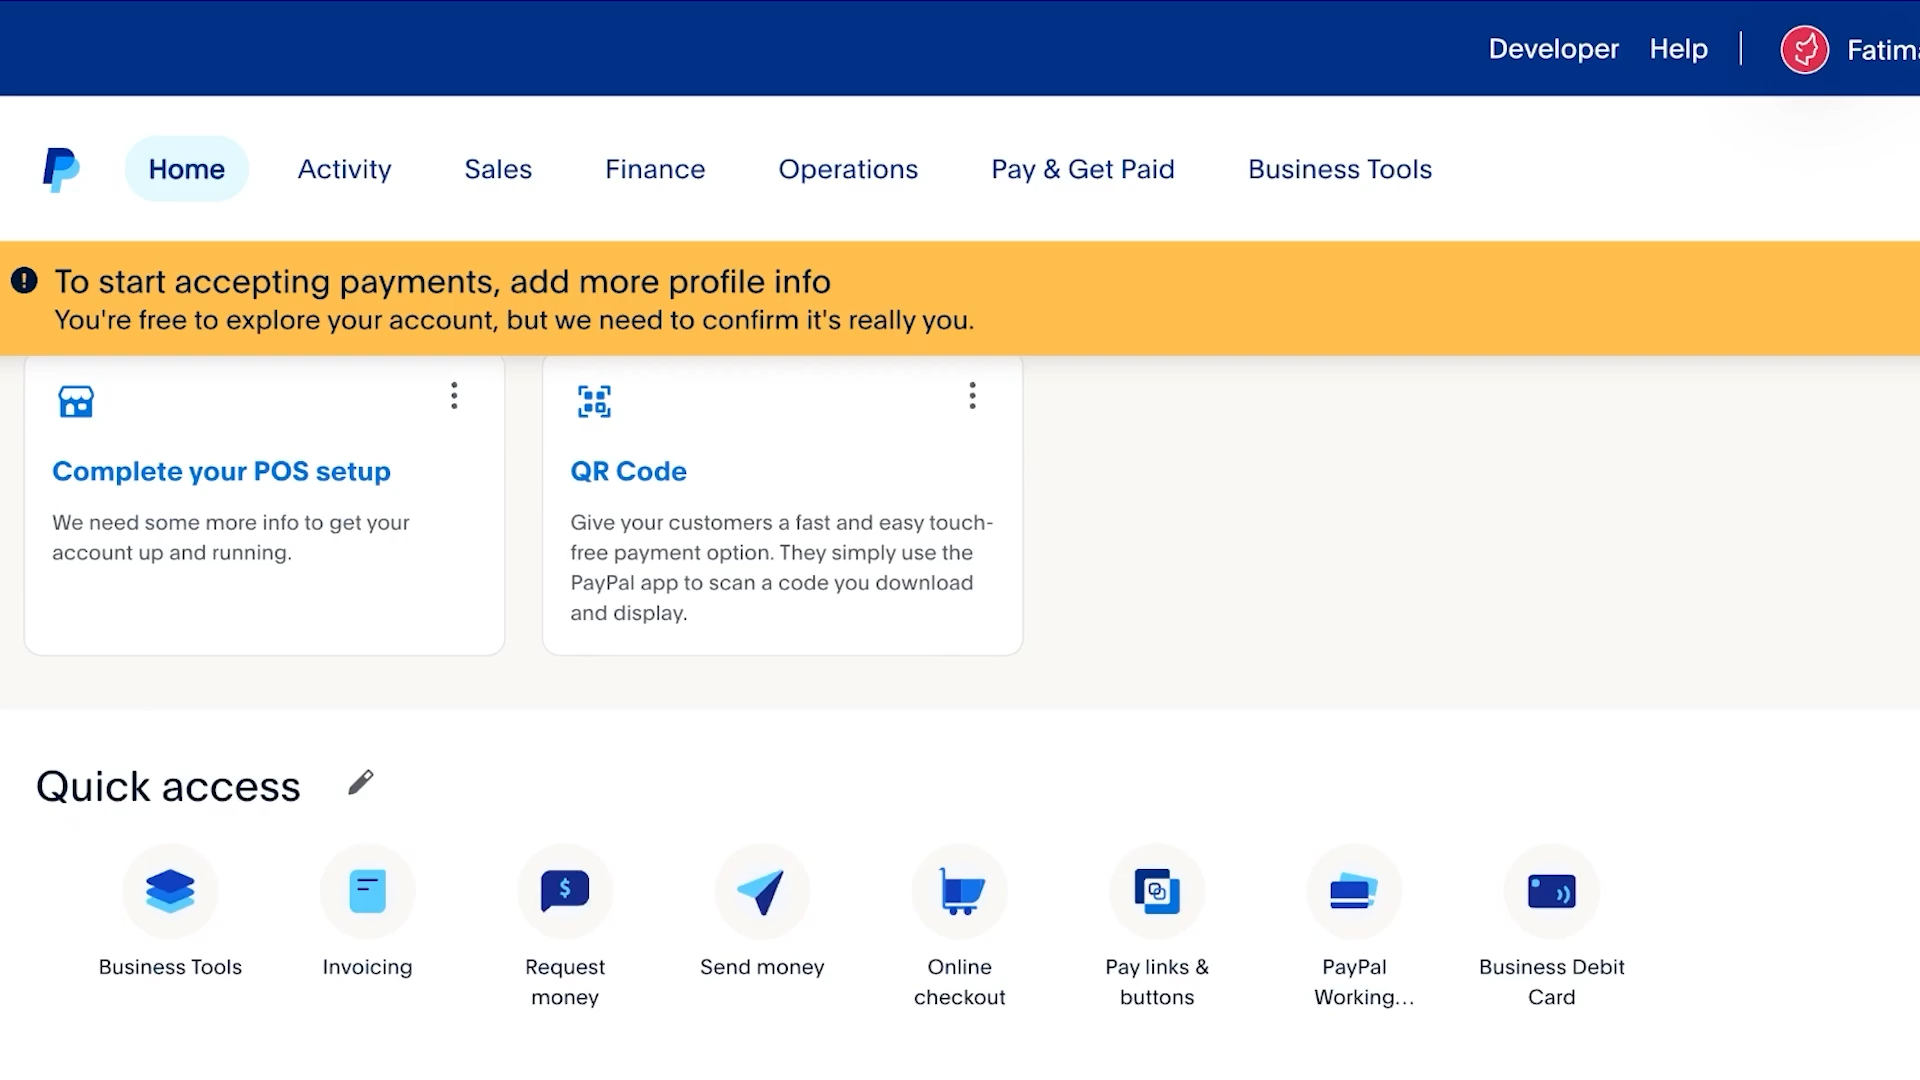 Developer Help Fatima
Home Activity Sales Finance Operations Pay & Get Paid Business Tools
To start accepting payments, add more profile info
You're free to explore your account, but we need to confirm it's really you.
Complete your POS setup
We need some more info to get your
account up and running.
QR Code
Give your customers a fast and easy touch-
free payment option. They simply use the
PayPal app to scan a code you download
and display.
Quick access
Business Tools
Invoicing
Request
money
Send money
Online
checkout
Pay links &
buttons
PayPal
Working...
Business Debit
Card